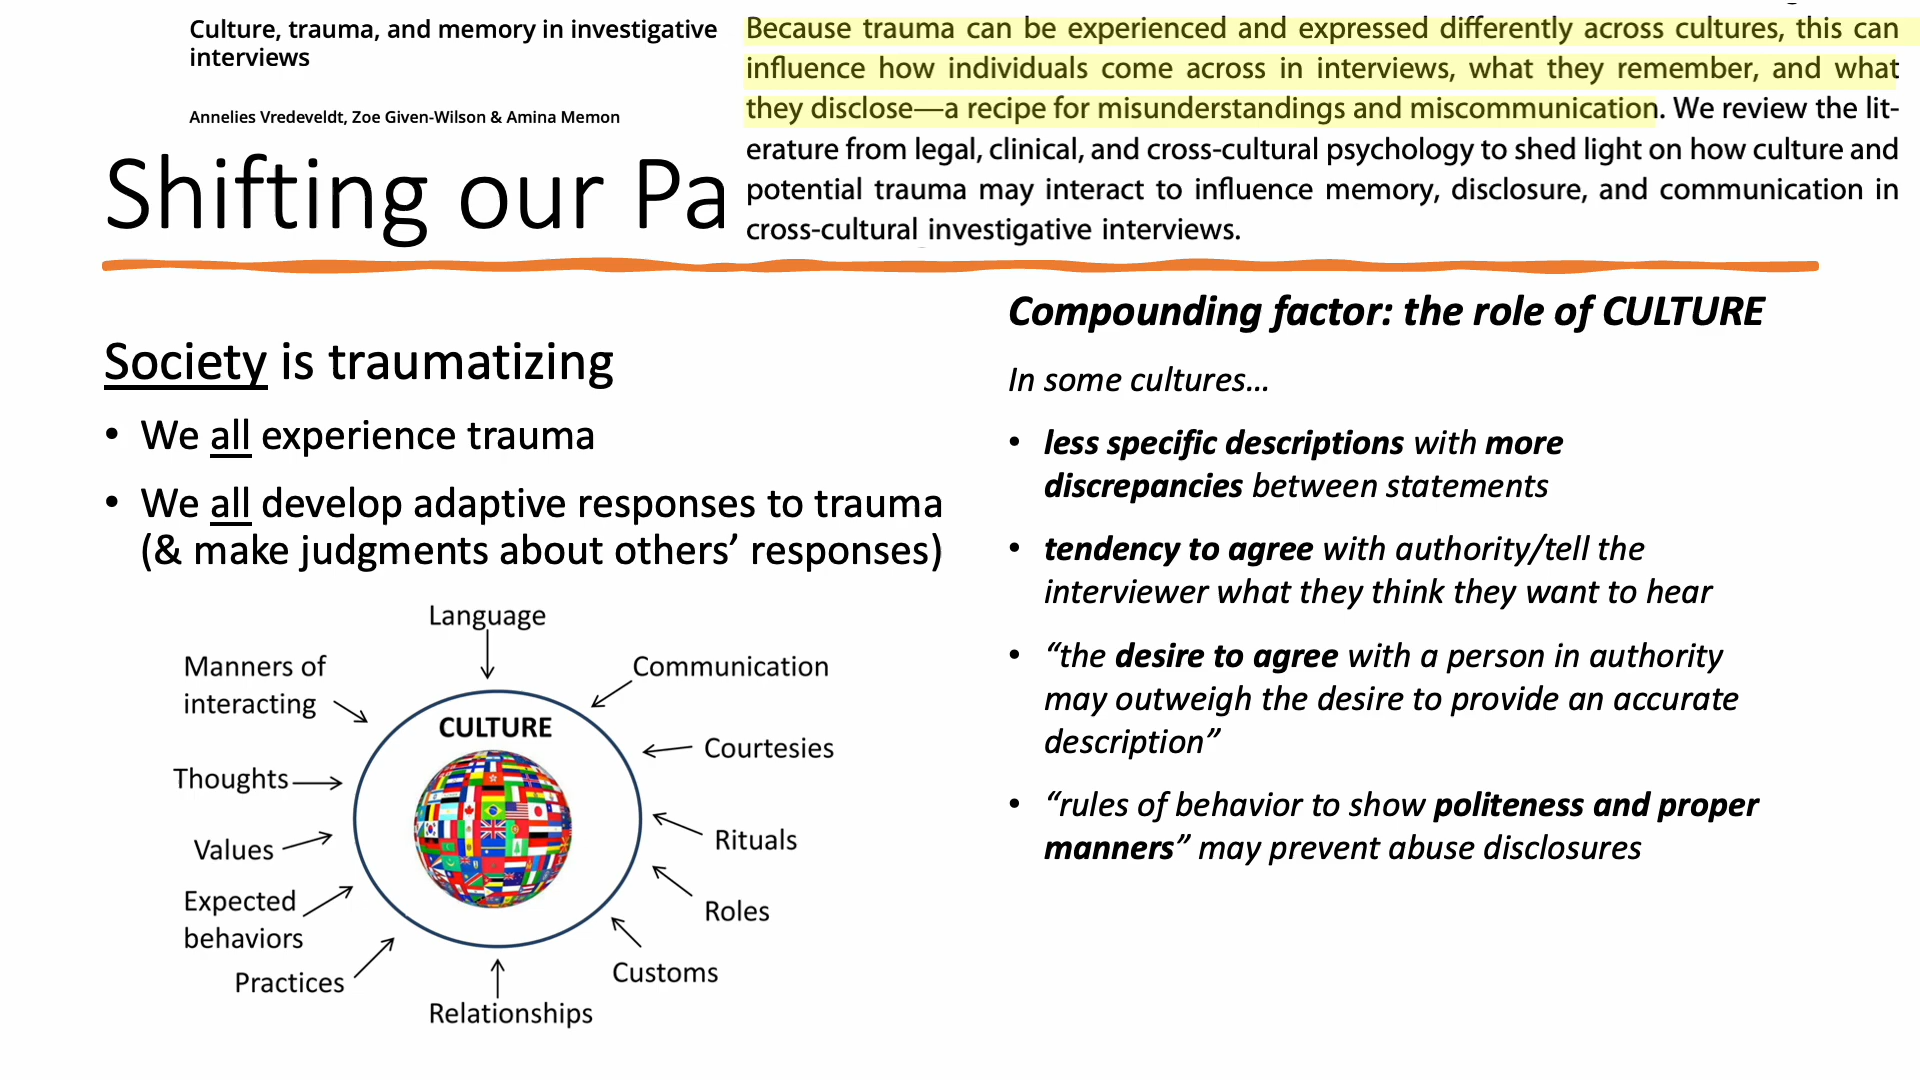 Culture, trauma, and memory in investigative
interviews
Annelies Vredeveldt, Zoe Given-Wilson & Amina Memon
Because trauma can be experienced and expressed differently across cultures, this can
influence how individuals come across in interviews, what they remember, and what
they disclose—a recipe for misunderstandings and miscommunication. We review the lit-
erature from legal, clinical, and cross-cultural psychology to shed light on how culture and
potential trauma may interact to influence memory, disclosure, and communication in
cross-cultural investigative interviews.
Shifting our Pa
Society is traumatizing
• We all experience trauma
• We all develop adaptive responses to trauma
(& make judgments about others’ responses)
Language
Manners of
interacting
Communication
CULTURE
Courtesies
Thoughts
Values
Rituals
Expected
behaviors
Roles
Practices
Customs
Relationships
Compounding factor: the role of CULTURE
In some cultures...
• less specific descriptions with more
discrepancies between statements
• tendency to agree with authority/tell the
interviewer what they think they want to hear
• “the desire to agree with a person in authority
may outweigh the desire to provide an accurate
description”
• “rules of behavior to show politeness and proper
manners” may prevent abuse disclosures